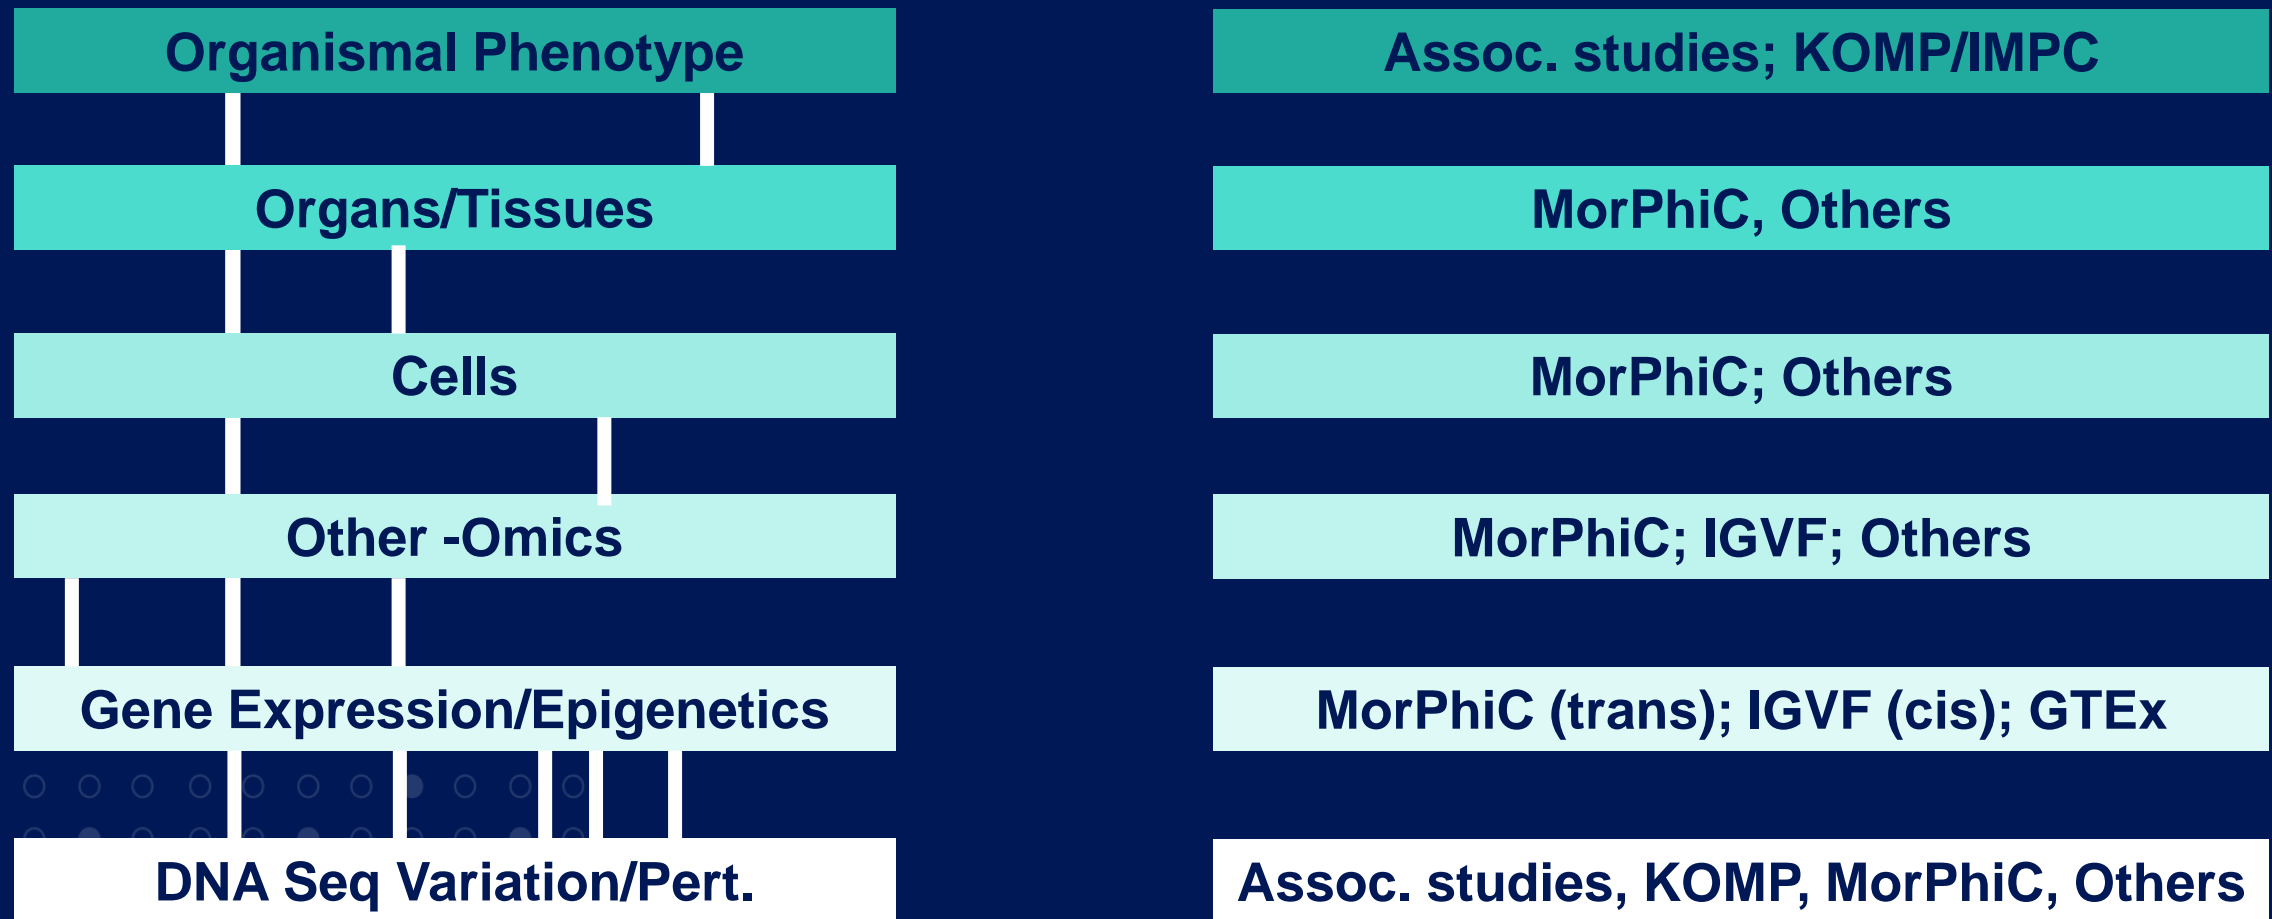 Organismal Phenotype
Assoc. studies; KOMP/IMPC
Organs/Tissues
MorPhiC, Others
Cells
MorPhiC; Others
Other -Omics
MorPhiC; IGVF; Others
Gene Expression/Epigenetics
MorPhiC (trans); IGVF (cis); GTEx
DNA Seq Variation/Pert.
Assoc. studies, KOMP, MorPhiC, Others